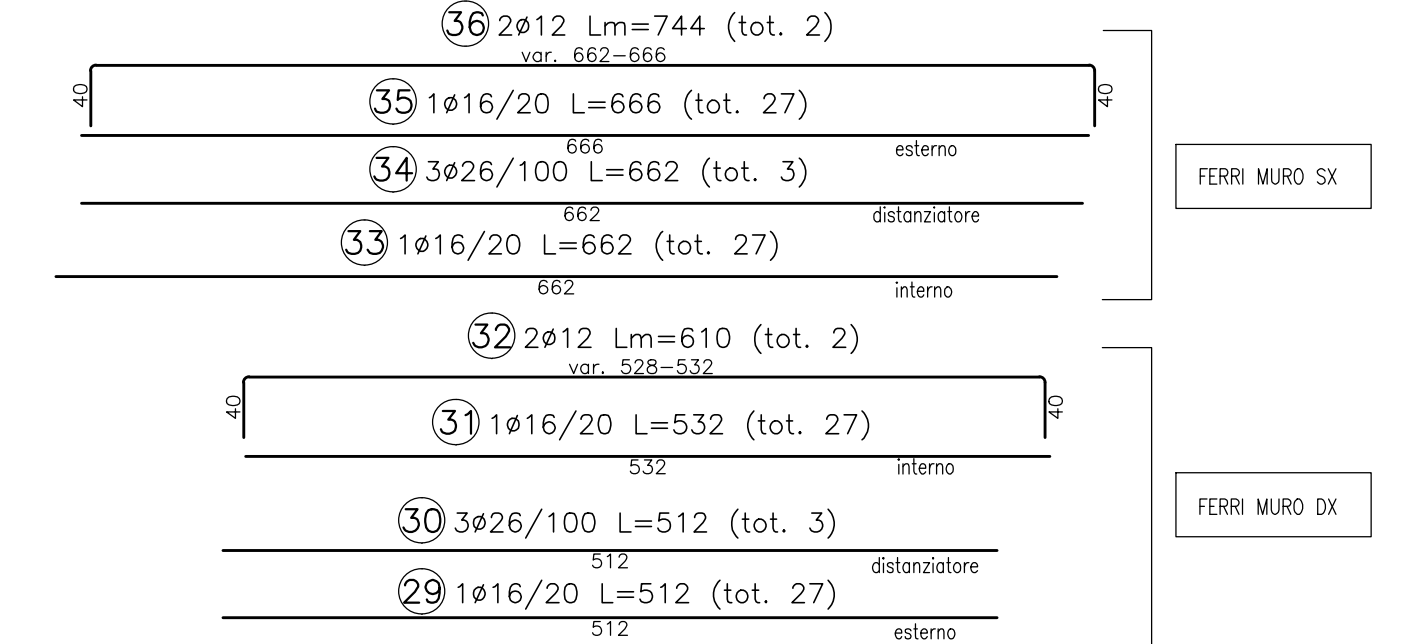 36 2ø12 Lm=744 (tot. 2)
var. 662-666
40
40
35 1ø16/20 L=666 (tot. 27)
666
esterno
34 3ø26/100 L=662 (tot. 3)
662
distanziatore
33 1ø16/20 L=662 (tot. 27)
662
interno
FERRI MURO SX
32 2ø12 Lm=610 (tot. 2)
var. 528-532
40
40
31 1ø16/20 L=532 (tot. 27)
532
interno
30 3ø26/100 L=512 (tot. 3)
512
distanziatore
29 1ø16/20 L=512 (tot. 27)
512
esterno
FERRI MURO DX